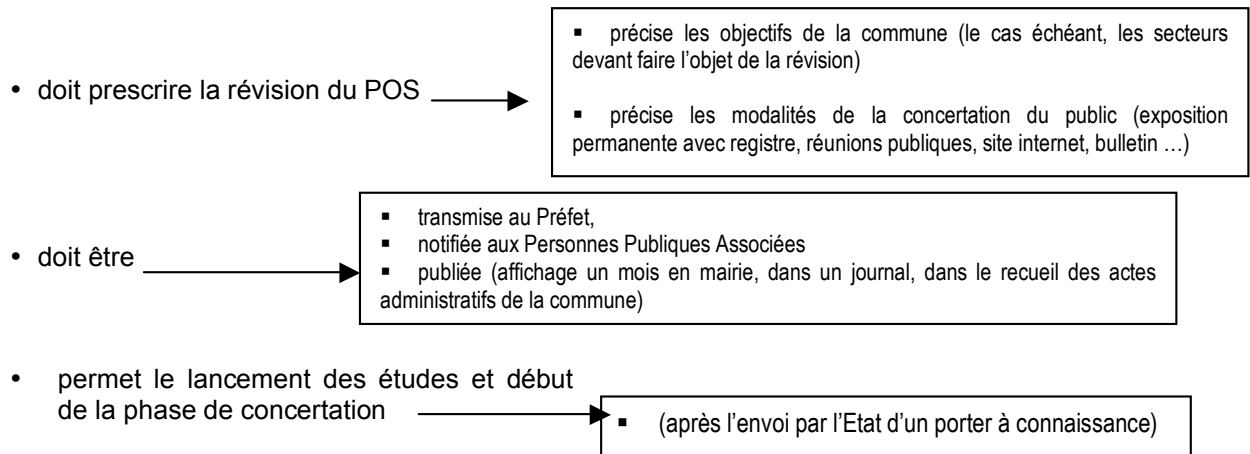 ▪ précise les objectifs de la commune (le cas échéant, les secteurs
devant faire l’objet de la révision)
• doit prescrire la révision du POS
▪ précise les modalités de la concertation du public (exposition
permanente avec registre, réunions publiques, site internet, bulletin …)
▪ transmise au Préfet,
▪ notifiée aux Personnes Publiques Associées
• doit être
▪ publiée (affichage un mois en mairie, dans un journal, dans le recueil des actes
administratifs de la commune)
• permet le lancement des études et début
de la phase de concertation
▪ (après l’envoi par l’Etat d’un porter à connaissance)